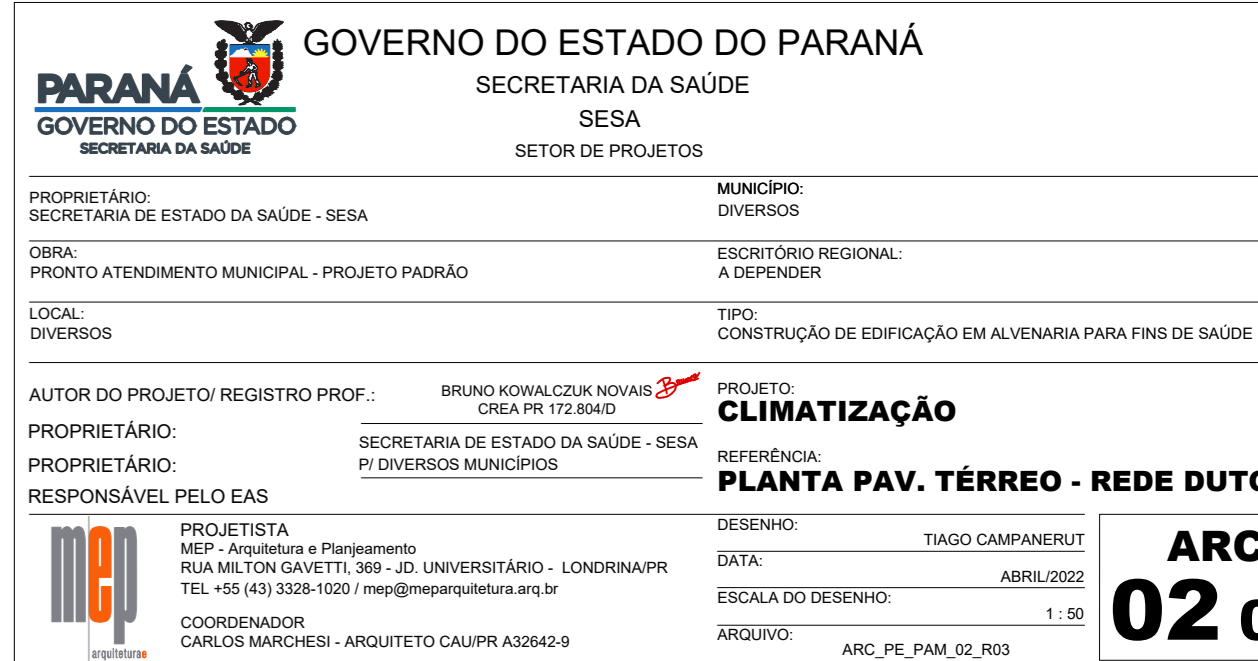 GOVERNO DO ESTADO DO PARANÁ
SECRETARIA DA SAÚDE
SESA
SETOR DE PROJETOS
PARANÁ
GOVERNO DO ESTADO
SECRETARIA DA SAÚDE
PROPRIETÁRIO:
SECRETARIA DE ESTADO DA SAÚDE - SESA
MUNICÍPIO:
DIVERSOS
OBRA:
PRONTO ATENDIMENTO MUNICIPAL - PROJETO PADRÃO
ESCRITÓRIO REGIONAL:
A DEPENDER
LOCAL:
DIVERSOS
TIPO:
CONSTRUÇÃO DE EDIFICAÇÃO EM ALVENARIA PARA FINS DE SAÚDE
AUTOR DO PROJETO/ REGISTRO PROF.:
BRUNO KOWALCZUK NOVAIS
CREA PR 172.804/D
PROPRIETÁRIO:
SECRETARIA DE ESTADO DA SAÚDE - SESA
PROPRIETÁRIO:
P/ DIVERSOS MUNICÍPIOS
RESPONSÁVEL PELO EAS
PROJETO:
CLIMATIZAÇÃO
REFERÊNCIA:
PLANTA PAV. TÉRREO - REDE
mep
arquiteturae
PROJETISTA
MEP - Arquitetura e Planjeamento
RUA MILTON GAVETTI, 369 - JD. UNIVERSITÁRIO - LONDRINA/PR
TEL +55 (43) 3328-1020 / mep@meparquitetura.arq.br
COORDENADOR
CARLOS MARCHESI - ARQUITETO CAU/PR A32642-9
DESENHO:
TIAGO CAMPANERUT
DATA:
ABRIL/2022
ESCALA DO DESENHO:
1 : 50
ARQUIVO:
ARC_PE_PAM_02_R03
ARC
02